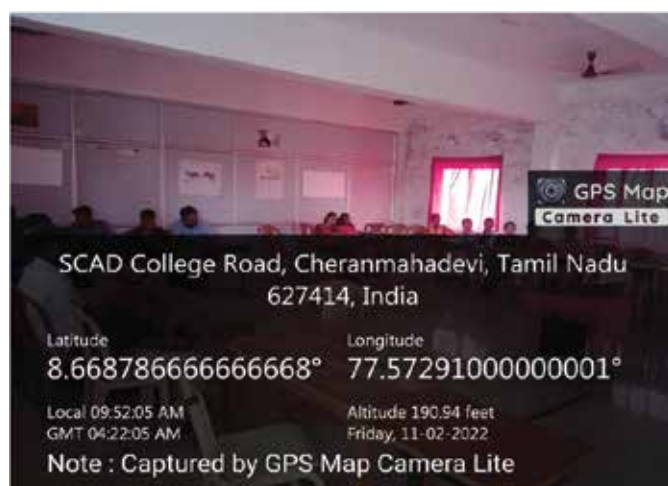 GPS Map
Camera Lite
SCAD College Road, Cheranmahadevi, Tamil Nadu
627414, India
Latitude
8.668786666666668°
Longitude
77.57291000000001°
Local 09:52:05 AM
GMT 04:22:05 AM
Altitude 190.94 feet
Friday, 11-02-2022
Note : Captured by GPS Map Camera Lite